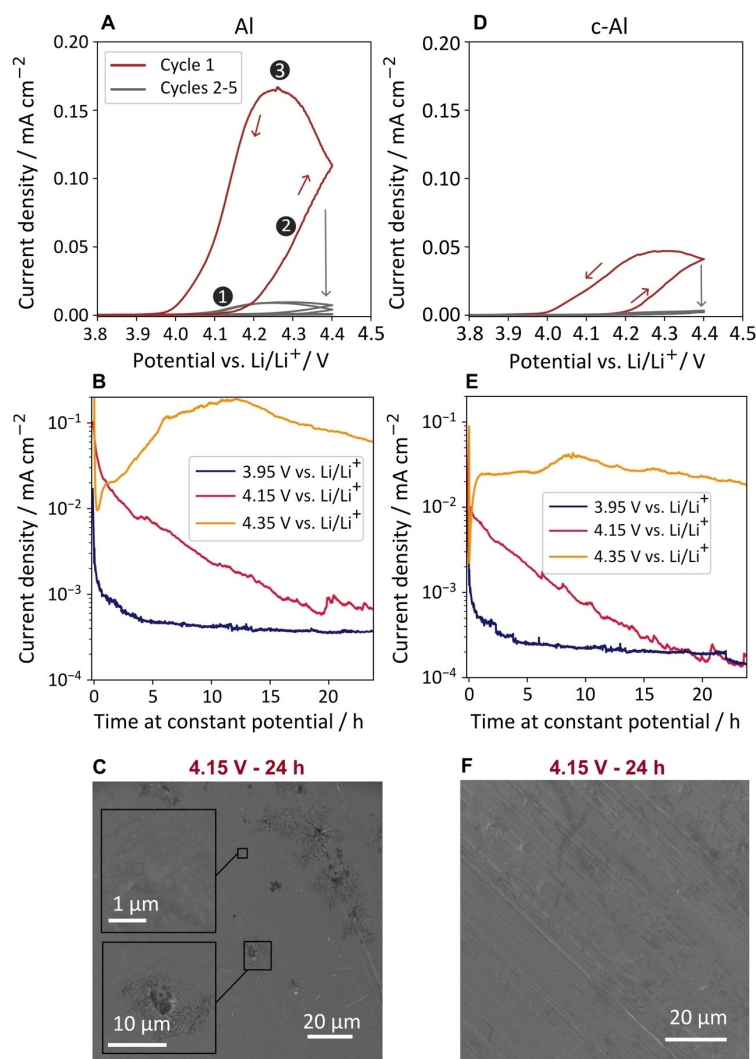 A
Al
0.20
0.15
0.10
0.05
0.00
Current density / mA cm⁻²
Cycle 1
Cycles 2-5
1
2
3
3.8 3.9 4.0 4.1 4.2 4.3 4.4 4.5
Potential vs. Li/Li⁺/ V
D
c-Al
0.20
0.15
0.10
0.05
0.00
Current density / mA cm⁻²
3.8 3.9 4.0 4.1 4.2 4.3 4.4 4.5
Potential vs. Li/Li⁺/ V
B
10⁻¹
10⁻²
10⁻³
10⁻⁴
Current density / mA cm⁻²
3.95 V vs. Li/Li⁺
4.15 V vs. Li/Li⁺
4.35 V vs. Li/Li⁺
0 5 10 15 20
Time at constant potential / h
E
10⁻¹
10⁻²
10⁻³
10⁻⁴
Current density / mA cm⁻²
3.95 V vs. Li/Li⁺
4.15 V vs. Li/Li⁺
4.35 V vs. Li/Li⁺
0 5 10 15 20
Time at constant potential / h
C
4.15 V - 24 h
1 μm
10 μm
20 μm
F
4.15 V - 24 h
20 μm